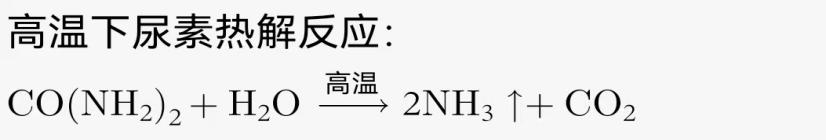 高温下尿素热解反应：
CO(NH₂)₂ + H₂O —高温→ 2NH₃ ↑ + CO₂